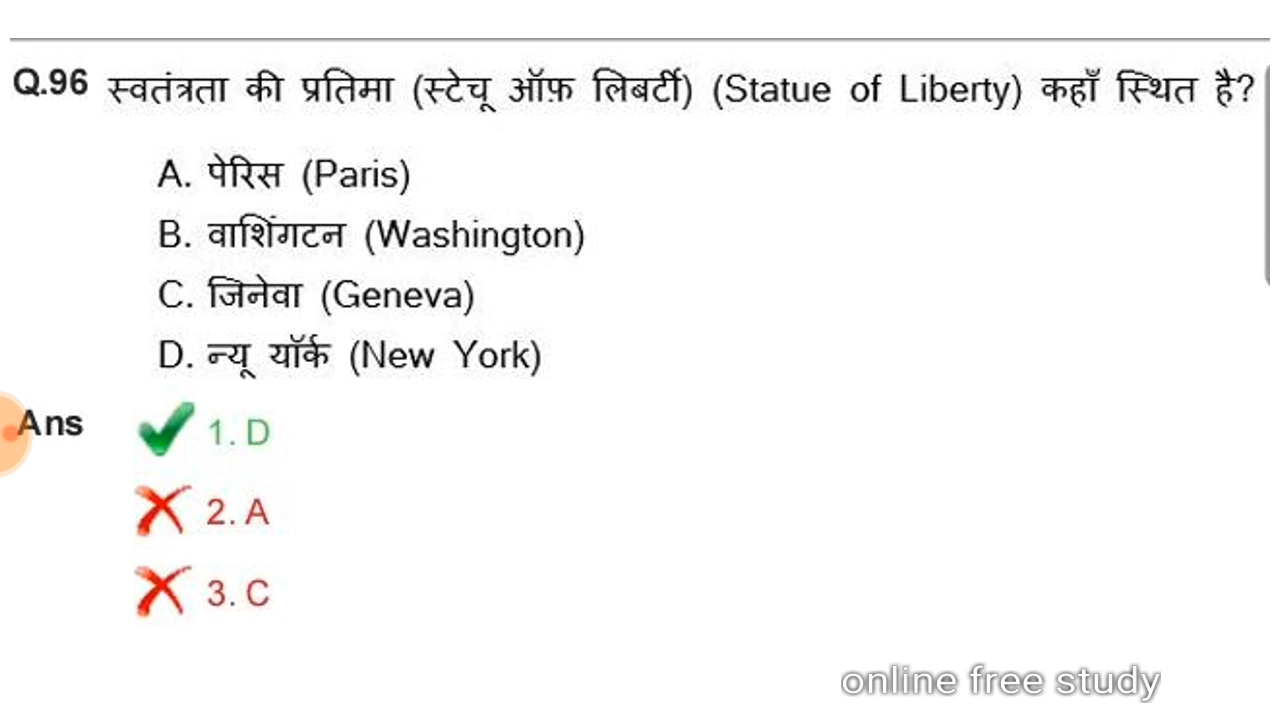 Q.96 स्वतंत्रता की प्रतिमा (स्टेचू ऑफ़ लिबर्टी) (Statue of Liberty) कहाँ स्थित है?
A. पेरिस (Paris)
B. वाशिंगटन (Washington)
C. जिनेवा (Geneva)
D. न्यू यॉर्क (New York)
Ans 1. D
2. A
3. C
online free study